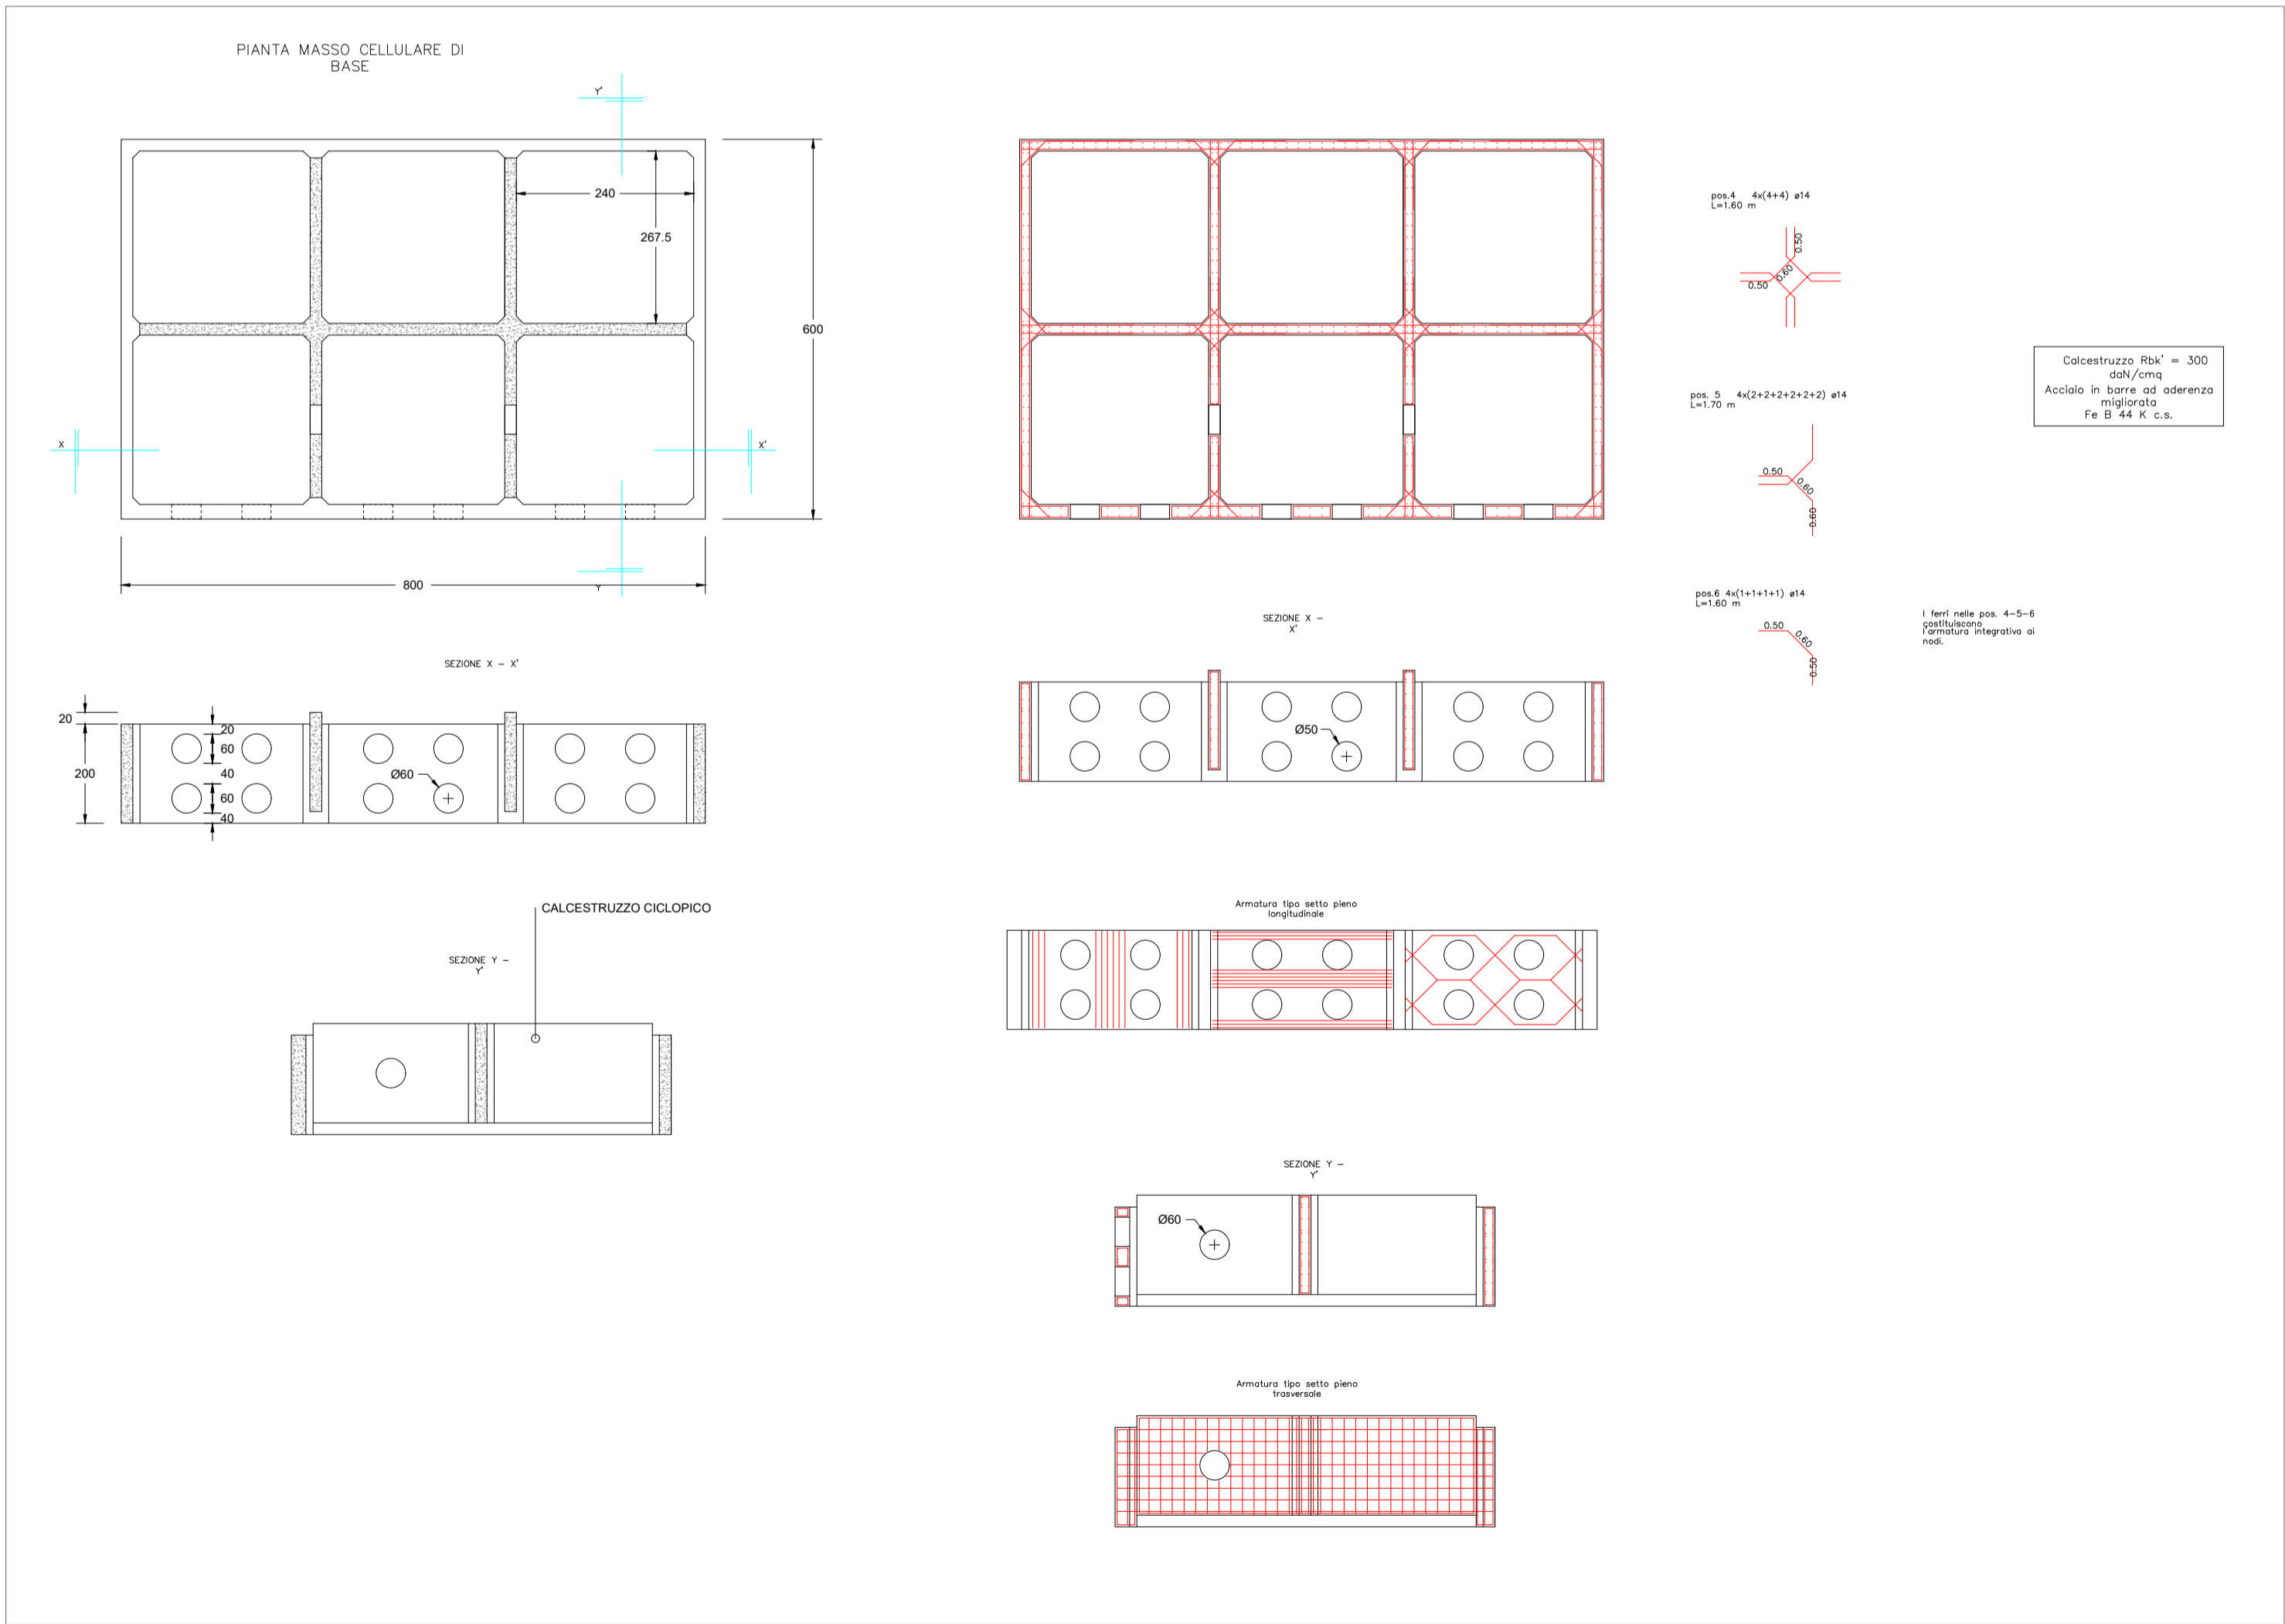 PIANTA MASSO CELLULARE DI
BASE
Y'
240
267.5
600
X
X'
800
Y
SEZIONE X - X'
20
200
20
60
40
60
40
Ø60
CALCESTRUZZO CICLOPICO
SEZIONE Y -
Y'
pos.4 4x(4+4) ø14
L=1.60 m
0.50
0.60
0.50
pos. 5 4x(2+2+2+2+2+2) ø14
L=1.70 m
0.50
0.60
0.60
pos.6 4x(1+1+1+1) ø14
L=1.60 m
0.50
0.60
0.50
Calcestruzzo Rbk' = 300
daN/cmq
Acciaio in barre ad aderenza
migliorata
Fe B 44 K c.s.
I ferri nelle pos. 4-5-6
costituiscono
l'armatura integrativa ai
nodi.
SEZIONE X -
X'
Ø50
Armatura tipo setto pieno
longitudinale
SEZIONE Y -
Y'
Ø60
Armatura tipo setto pieno
trasversale